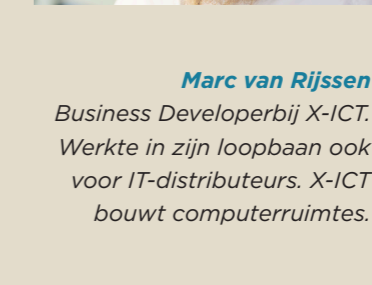 Marc van Rijssen
Business Developerbij X-ICT.
Werkte in zijn loopbaan ook
voor IT-distributeurs. X-ICT
bouwt computerruimtes.